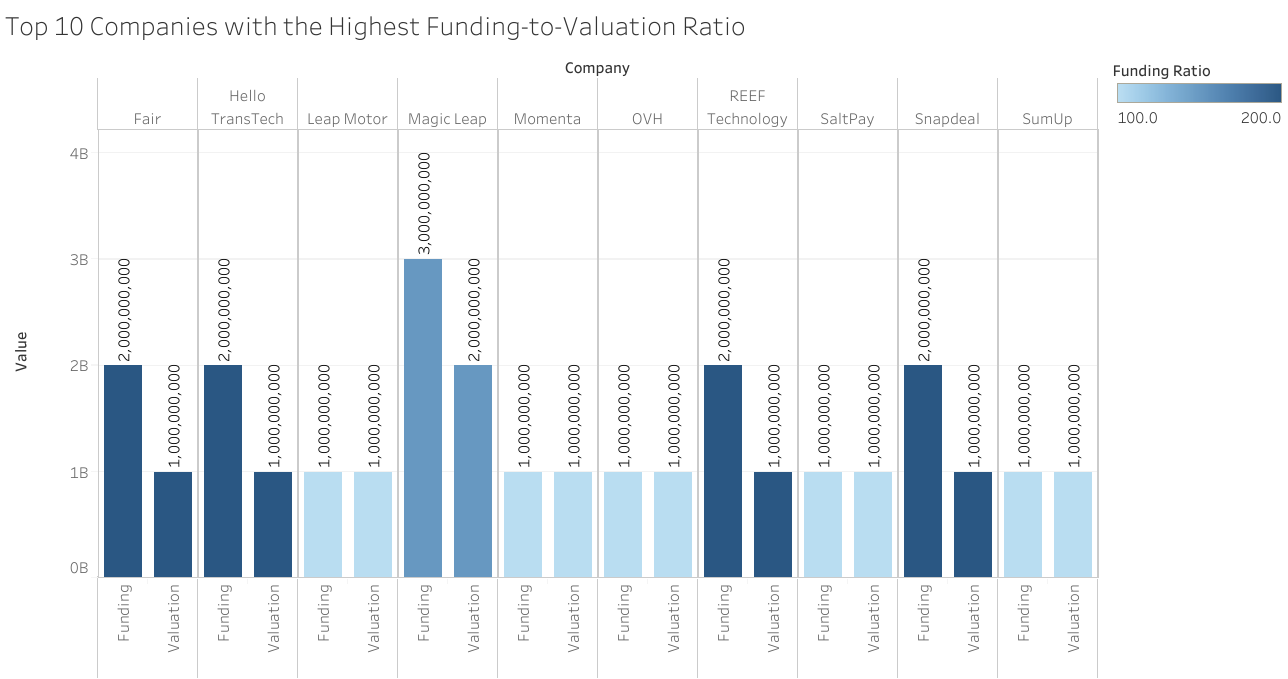 Top 10 Companies with the Highest Funding-to-Valuation Ratio
Company
Funding Ratio
100.0 200.0
Fair
Hello
TransTech
Leap Motor
Magic Leap
Momenta
OVH
REEF
Technology
SaltPay
Snapdeal
SumUp
Value
4B
3B
2B
1B
0B
2,000,000,000
1,000,000,000
2,000,000,000
1,000,000,000
1,000,000,000
1,000,000,000
3,000,000,000
2,000,000,000
1,000,000,000
1,000,000,000
1,000,000,000
1,000,000,000
2,000,000,000
1,000,000,000
1,000,000,000
1,000,000,000
2,000,000,000
1,000,000,000
1,000,000,000
1,000,000,000
Funding
Valuation
Funding
Valuation
Funding
Valuation
Funding
Valuation
Funding
Valuation
Funding
Valuation
Funding
Valuation
Funding
Valuation
Funding
Valuation
Funding
Valuation